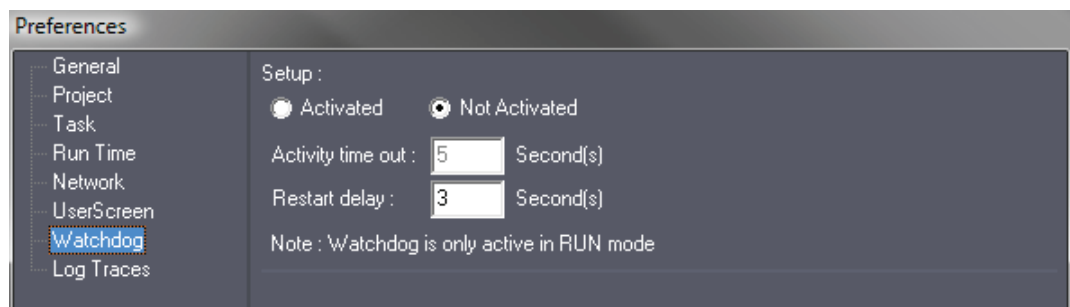 Preferences
General
Project
Task
Run Time
Network
UserScreen
Watchdog
Log Traces
Setup :
Activated Not Activated
Activity time out : 5 Second(s)
Restart delay : 3 Second(s)
Note : Watchdog is only active in RUN mode